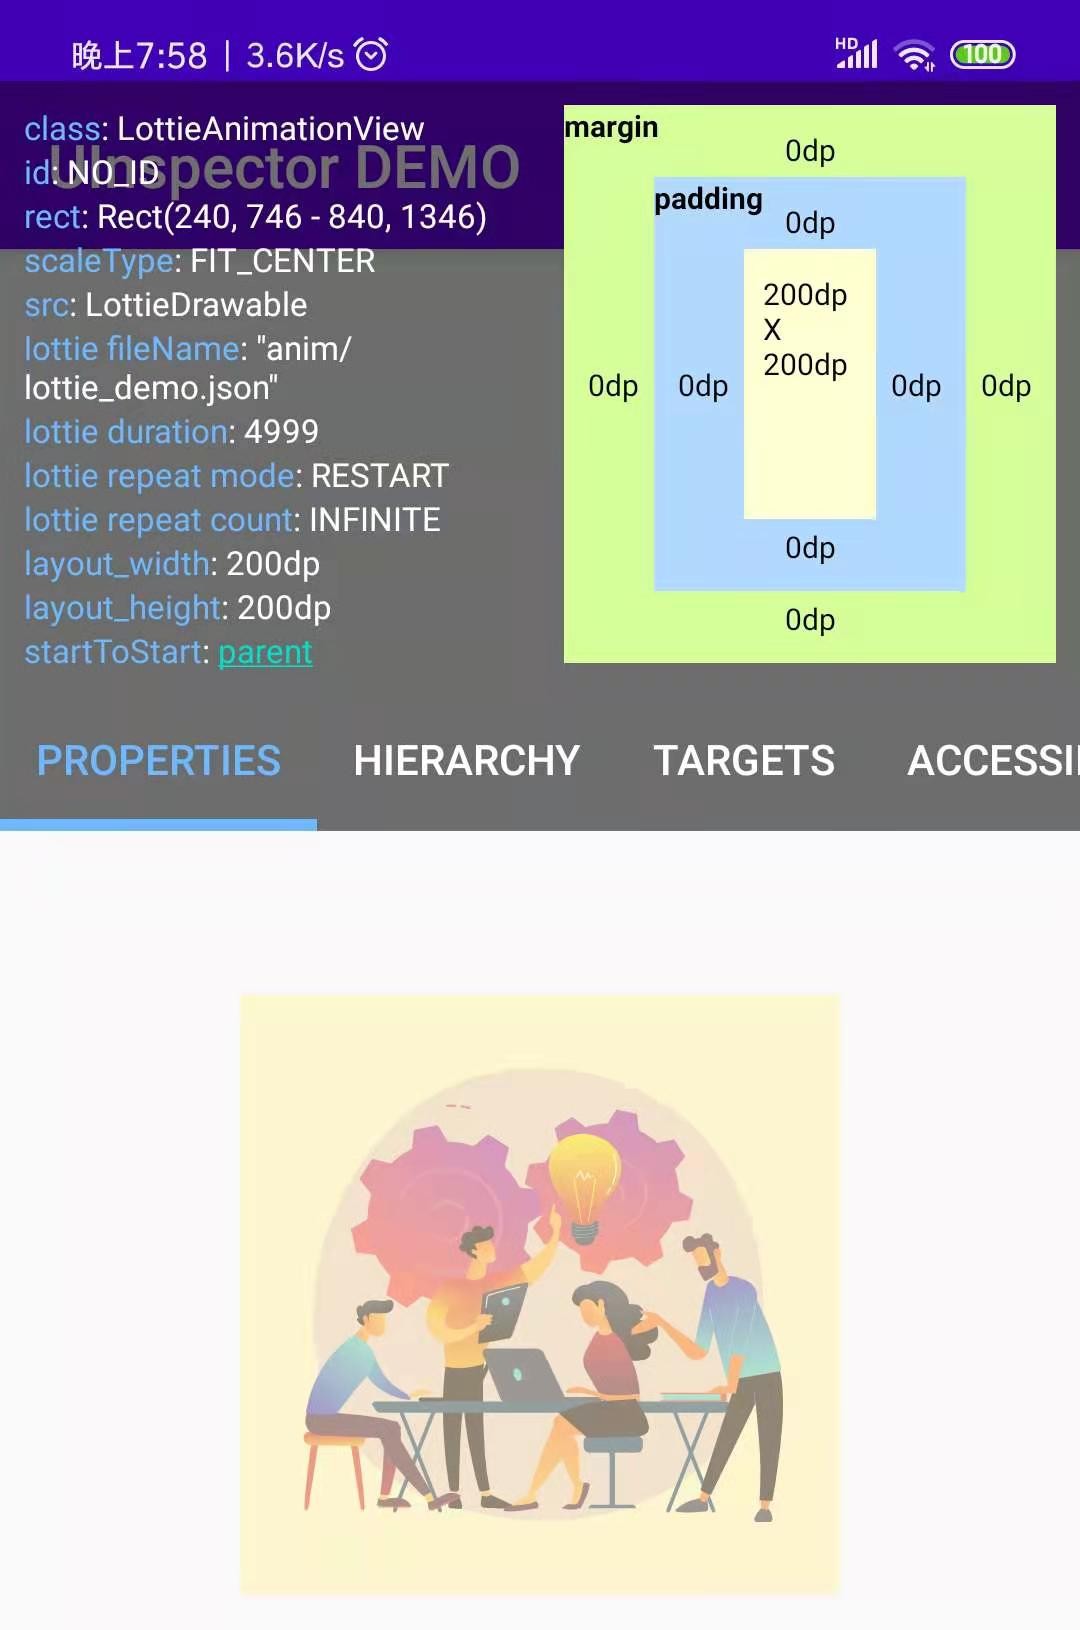 晚上7:58 | 3.6K/s
HD
100
UInspector DEMO
class: LottieAnimationView
id: NO_ID
rect: Rect(240, 746 - 840, 1346)
scaleType: FIT_CENTER
src: LottieDrawable
lottie fileName: "anim/
lottie_demo.json"
lottie duration: 4999
lottie repeat mode: RESTART
lottie repeat count: INFINITE
layout_width: 200dp
layout_height: 200dp
startToStart: parent
margin
0dp
padding
0dp
200dp
X
200dp
0dp 0dp 0dp 0dp
0dp
0dp
PROPERTIES HIERARCHY TARGETS ACCESSI